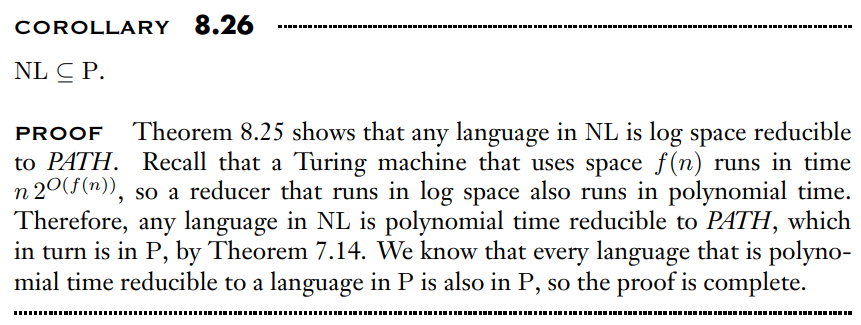 COROLLARY 8.26
NL ⊆ P.
PROOF Theorem 8.25 shows that any language in NL is log space reducible
to PATH. Recall that a Turing machine that uses space f(n) runs in time
n 2^{O(f(n))}, so a reducer that runs in log space also runs in polynomial time.
Therefore, any language in NL is polynomial time reducible to PATH, which
in turn is in P, by Theorem 7.14. We know that every language that is polyno-
mial time reducible to a language in P is also in P, so the proof is complete.